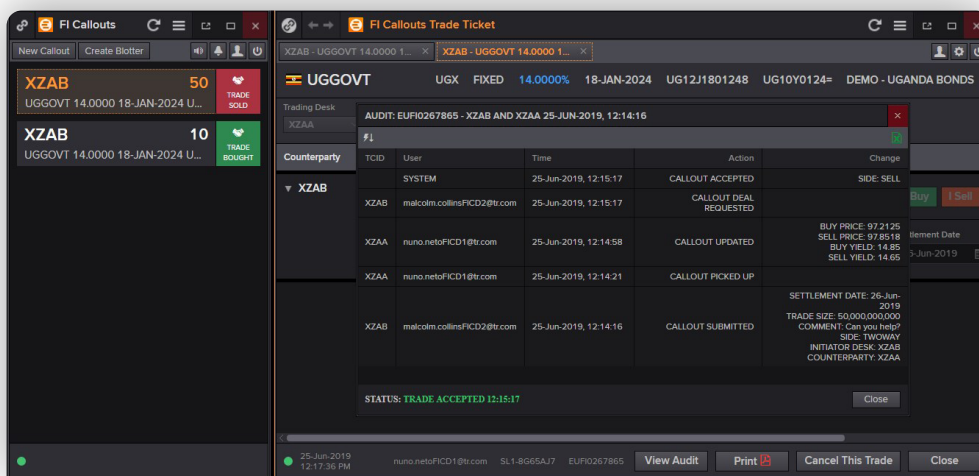 FI Callouts
New Callout Create Blotter
XZAB 50
UGGOVT 14.0000 18-JAN-2024 U...
TRADE
SOLD
XZAB 10
UGGOVT 14.0000 18-JAN-2024 U...
TRADE
BOUGHT
FI Callouts Trade Ticket
XZAB - UGGOVT 14.0000 1... XZAB - UGGOVT 14.0000 1...
UGGOVT UGX FIXED 14.0000% 18-JAN-2024 UG12J1801248 UG10Y0124= DEMO - UGANDA BONDS
Trading Desk
XZAA
Counterparty
XZAB
Buy I Sell
5-Jun-2019
AUDIT: EUFI0267865 - XZAB AND XZAA 25-JUN-2019, 12:14:16
TCID User Time Action Change
SYSTEM 25-Jun-2019, 12:15:17 CALLOUT ACCEPTED SIDE: SELL
XZAB malcolm.collinsFICD2@tr.com 25-Jun-2019, 12:15:17 CALLOUT DEAL
REQUESTED
XZAA nuno.netoFICD1@tr.com 25-Jun-2019, 12:14:58 CALLOUT UPDATED
BUY PRICE: 97.2125
SELL PRICE: 97.8518
BUY YIELD: 14.85
SELL YIELD: 14.65
XZAA nuno.netoFICD1@tr.com 25-Jun-2019, 12:14:21 CALLOUT PICKED UP
XZAB malcolm.collinsFICD2@tr.com 25-Jun-2019, 12:14:16 CALLOUT SUBMITTED
SETTLEMENT DATE: 26-Jun-
2019
TRADE SIZE: 50,000,000,000
COMMENT: Can you help?
SIDE: TWOWAY
INITIATOR DESK: XZAB
COUNTERPARTY: XZAA
STATUS: TRADE ACCEPTED 12:15:17
Close
25-Jun-2019
12:17:36 PM
nuno.netoFICD1@tr.com SL1-8G65AJ7 EUFI0267865 View Audit Print Cancel This Trade Close